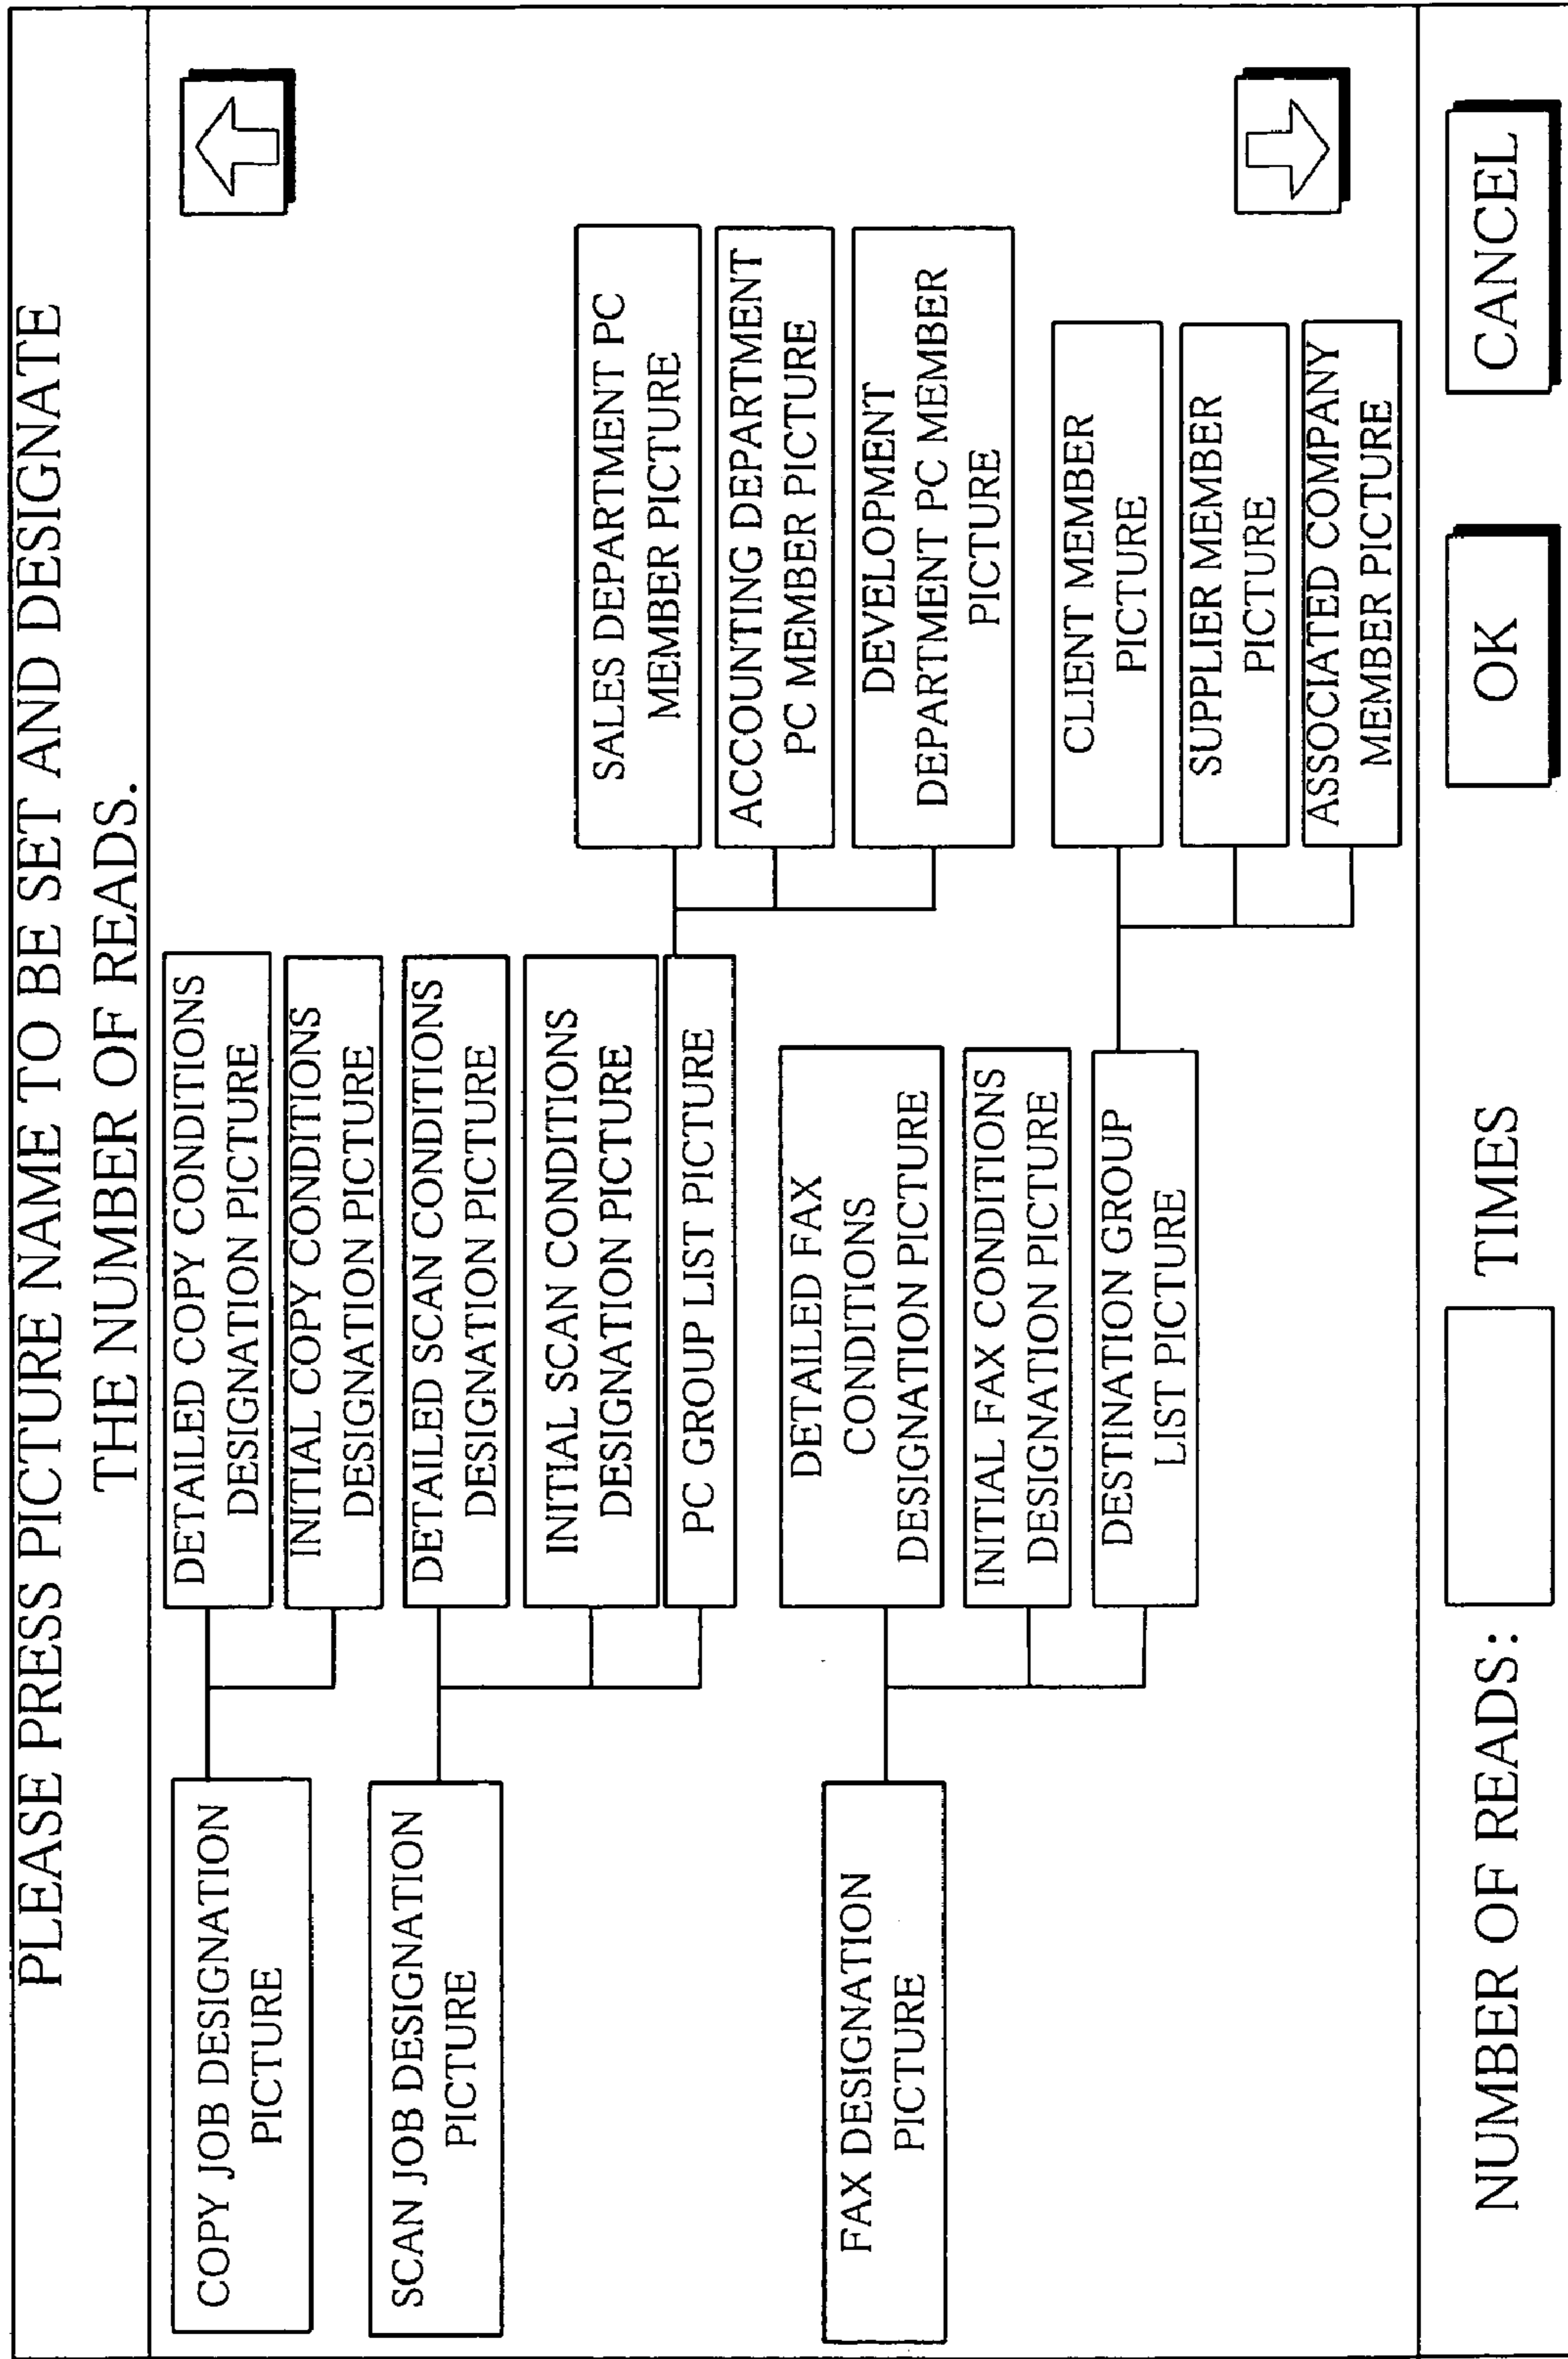 PLEASE PRESS PICTURE NAME TO BE SET AND DESIGNATE
THE NUMBER OF READS.
COPY JOB DESIGNATION
PICTURE
DETAILED COPY CONDITIONS
DESIGNATION PICTURE
INITIAL COPY CONDITIONS
DESIGNATION PICTURE
SCAN JOB DESIGNATION
PICTURE
DETAILED SCAN CONDITIONS
DESIGNATION PICTURE
INITIAL SCAN CONDITIONS
DESIGNATION PICTURE
PC GROUP LIST PICTURE
SALES DEPARTMENT PC
MEMBER PICTURE
ACCOUNTING DEPARTMENT
PC MEMBER PICTURE
DEVELOPMENT
DEPARTMENT PC MEMBER
PICTURE
FAX DESIGNATION
PICTURE
DETAILED FAX
CONDITIONS
DESIGNATION PICTURE
INITIAL FAX CONDITIONS
DESIGNATION PICTURE
DESTINATION GROUP
LIST PICTURE
CLIENT MEMBER
PICTURE
SUPPLIER MEMBER
PICTURE
ASSOCIATED COMPANY
MEMBER PICTURE
NUMBER OF READS: TIMES
OK
CANCEL